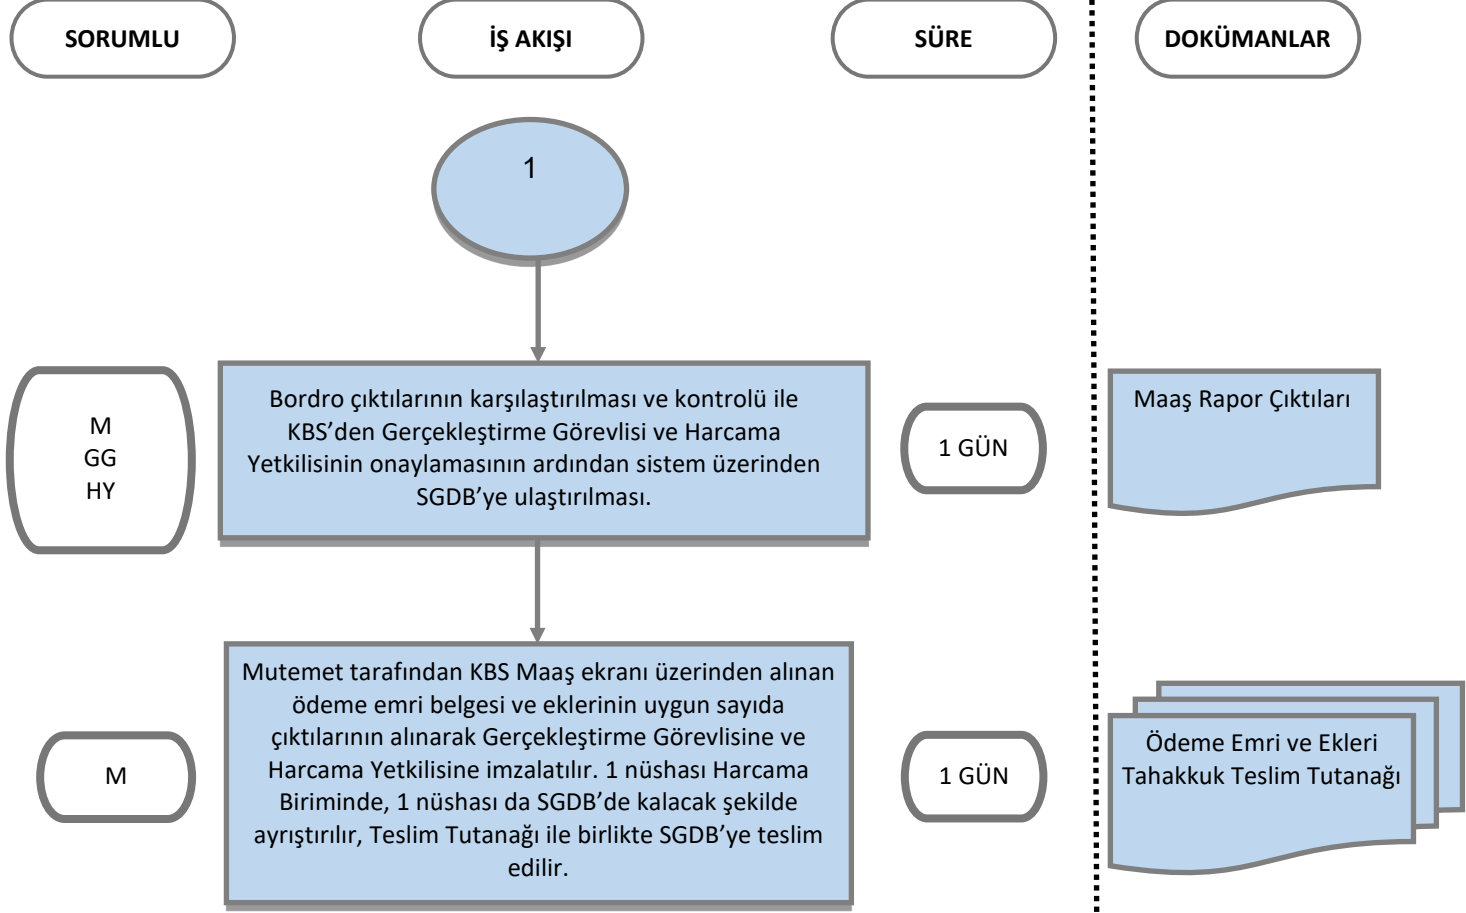 SORUMLU
İŞ AKIŞI
SÜRE
DOKÜMANLAR
1
M
GG
HY
Bordro çıktılarının karşılaştırılması ve kontrolü ile
KBS’den Gerçekleştirme Görevlisi ve Harcama
Yetkilisinin onaylamasının ardından sistem üzerinden
SGDB’ye ulaştırılması.
1 GÜN
Maaş Rapor Çıktıları
M
Mutemet tarafından KBS Maaş ekranı üzerinden alınan
ödeme emri belgesi ve eklerinin uygun sayıda
çıktılarının alınarak Gerçekleştirme Görevlisine ve
Harcama Yetkilisine imzalatılır. 1 nüshası Harcama
Biriminde, 1 nüshası da SGDB’de kalacak şekilde
ayrıştırılır, Teslim Tutanağı ile birlikte SGDB’ye teslim
edilir.
1 GÜN
Ödeme Emri ve Ekleri
Tahakkuk Teslim Tutanağı